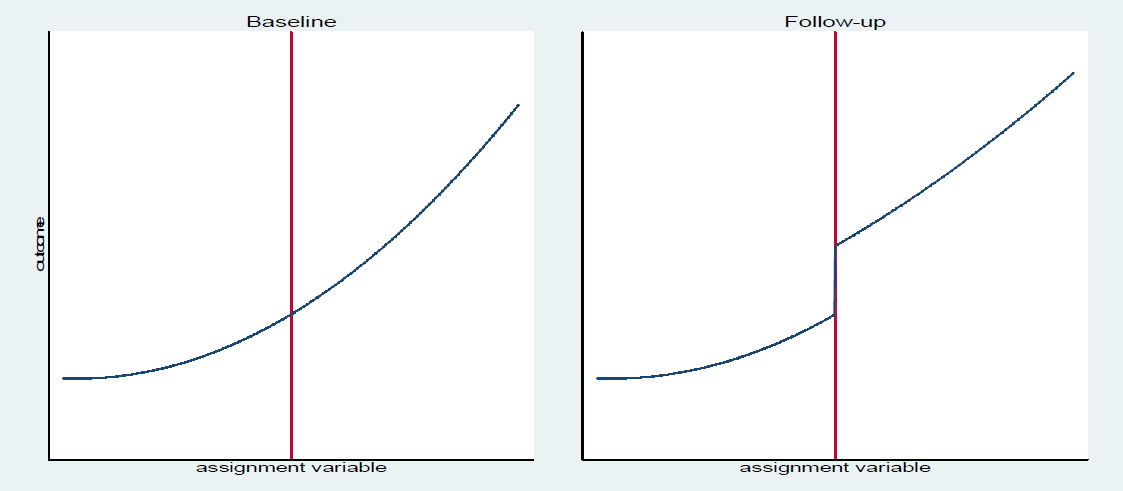 Baseline
outcome
assignment variable
Follow-up
assignment variable